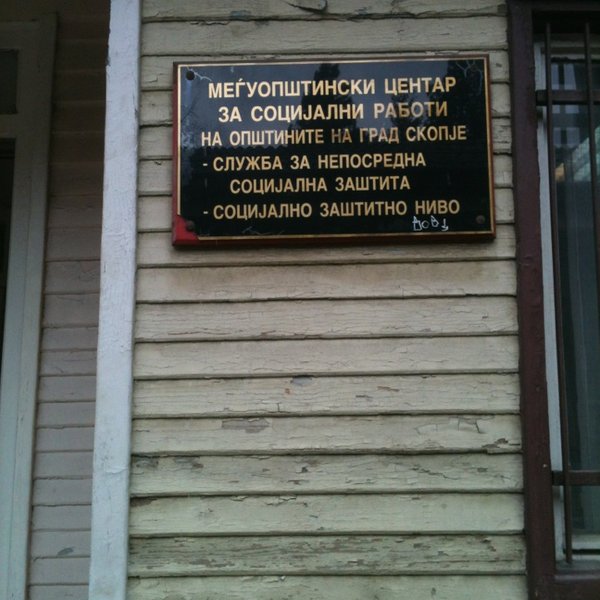 МЕЃУОПШТИНСКИ ЦЕНТАР
ЗА СОЦИЈАЛНИ РАБОТИ
НА ОПШТИНИТЕ НА ГРАД СКОПЈЕ
- СЛУЖБА ЗА НЕПОСРЕДНА
СОЦИЈАЛНА ЗАШТИТА
- СОЦИЈАЛНО ЗАШТИТНО НИВО